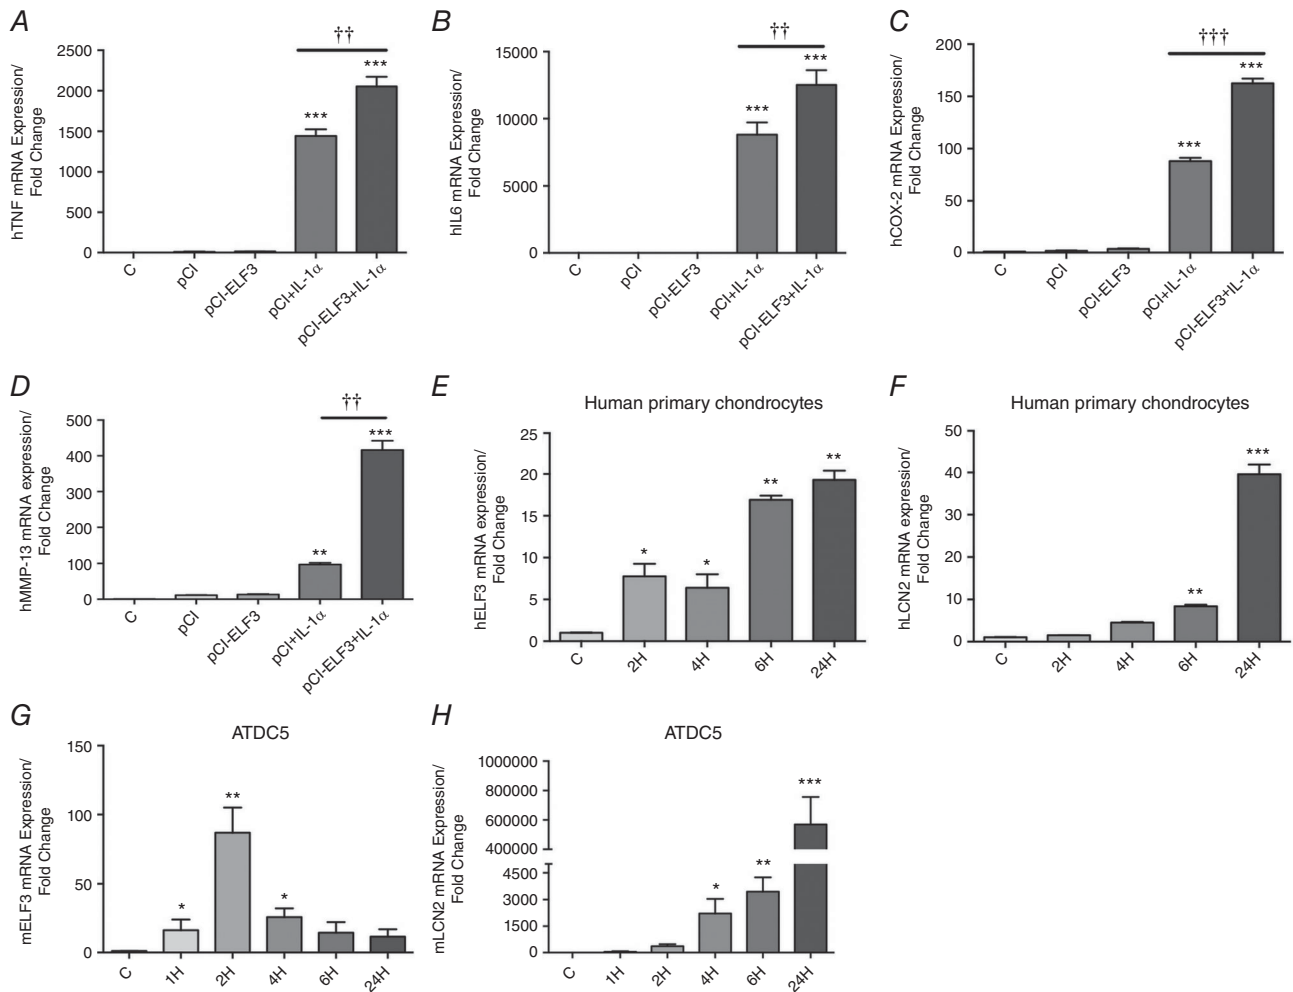 A
hTNF mRNA Expression/
Fold Change
2500
2000
1500
1000
500
0
***
††
***
C
pCI
pCI-ELF3
pCI+IL-1α
pCI-ELF3+IL-1α
B
hIL6 mRNA Expression/
Fold Change
15000
10000
5000
0
***
††
***
C
pCI
pCI-ELF3
pCI+IL-1α
pCI-ELF3+IL-1α
C
hCOX-2 mRNA Expression/
Fold Change
200
150
100
50
0
***
†††
***
C
pCI
pCI-ELF3
pCI+IL-1α
pCI-ELF3+IL-1α
D
hMMP-13 mRNA expression/
Fold Change
500
400
300
200
100
0
**
††
***
C
pCI
pCI-ELF3
pCI+IL-1α
pCI-ELF3+IL-1α
E
Human primary chondrocytes
hELF3 mRNA expression/
Fold Change
25
20
15
10
5
0
*
*
**
**
C
2H
4H
6H
24H
F
Human primary chondrocytes
hLCN2 mRNA expression/
Fold Change
50
40
30
20
10
0
**
***
C
2H
4H
6H
24H
G
ATDC5
mELF3 mRNA Expression/
Fold Change
150
100
50
0
*
**
*
C
1H
2H
4H
6H
24H
H
ATDC5
mLCN2 mRNA Expression/
Fold Change
1000000
800000
600000
400000
4500
3000
1500
0
*
**
***
C
1H
2H
4H
6H
24H